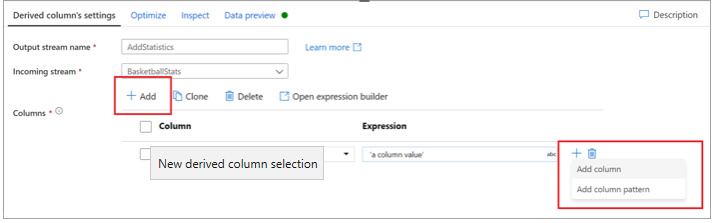 Derived column's settings Optimize Inspect Data preview Description
Output stream name * AddStatistics Learn more
Incoming stream * BasketballStats
Add Clone Delete Open expression builder
Columns *
Column Expression
'a column value' abc
New derived column selection
Add column
Add column pattern